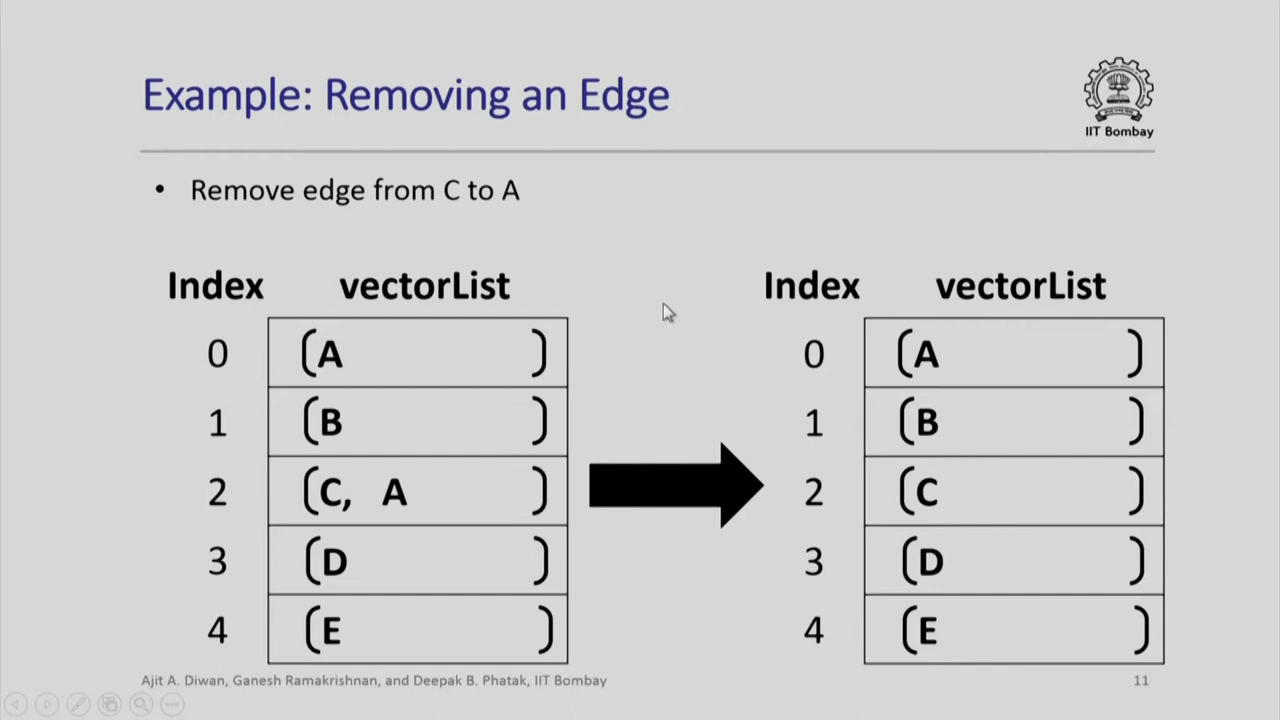 Example: Removing an Edge
IIT Bombay
• Remove edge from C to A
Index vectorList
0 (A )
1 (B )
2 (C, A )
3 (D )
4 (E )
Index vectorList
0 (A )
1 (B )
2 (C )
3 (D )
4 (E )
Ajit A. Diwan, Ganesh Ramakrishnan, and Deepak B. Phatak, IIT Bombay
11